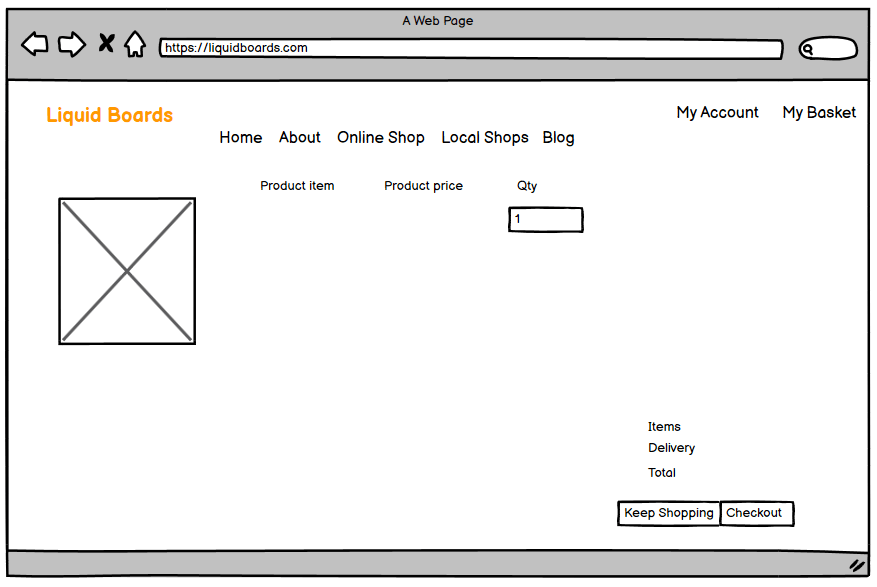 A Web Page
https://liquidboards.com
Liquid Boards
My Account My Basket
Home About Online Shop Local Shops Blog
Product item Product price Qty
1
Items
Delivery
Total
Keep Shopping Checkout